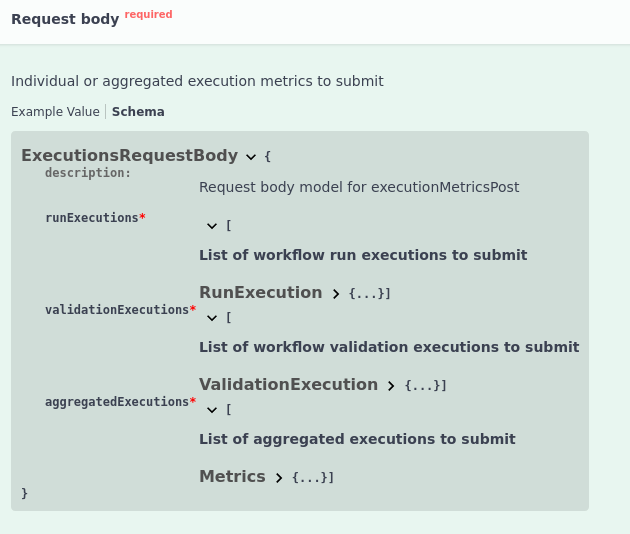 Request body required
Individual or aggregated execution metrics to submit
Example Value Schema
ExecutionsRequestBody {
description:
Request body model for executionMetricsPost
runExecutions*
[
List of workflow run executions to submit
RunExecution {...}]
validationExecutions*
[
List of workflow validation executions to submit
ValidationExecution {...}]
aggregatedExecutions*
[
List of aggregated executions to submit
Metrics {...}]
}